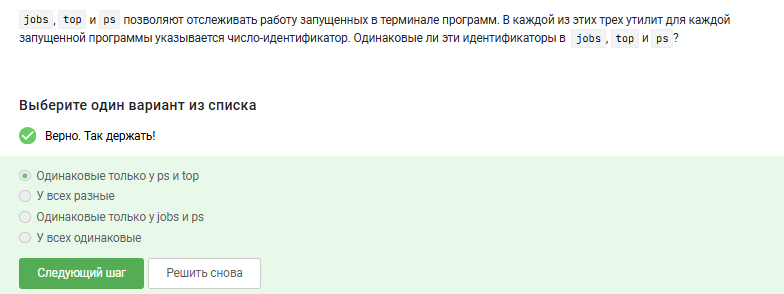 jobs, top и ps позволяют отслеживать работу запущенных в терминале программ. В каждой из этих трех утилит для каждой
запущенной программы указывается число-идентификатор. Одинаковые ли эти идентификаторы в jobs, top и ps?
Выберите один вариант из списка
Верно. Так держать!
Одинаковые только у ps и top
У всех разные
Одинаковые только у jobs и ps
У всех одинаковые
Следующий шаг Решить снова